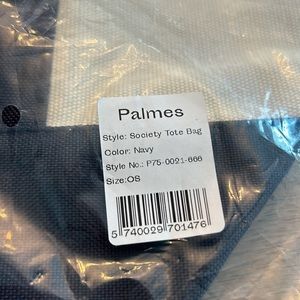 Palmes
Style: Society Tote Bag
Color: Navy
Style No.: P75-0021-666
Size:OS
5 740029 701476